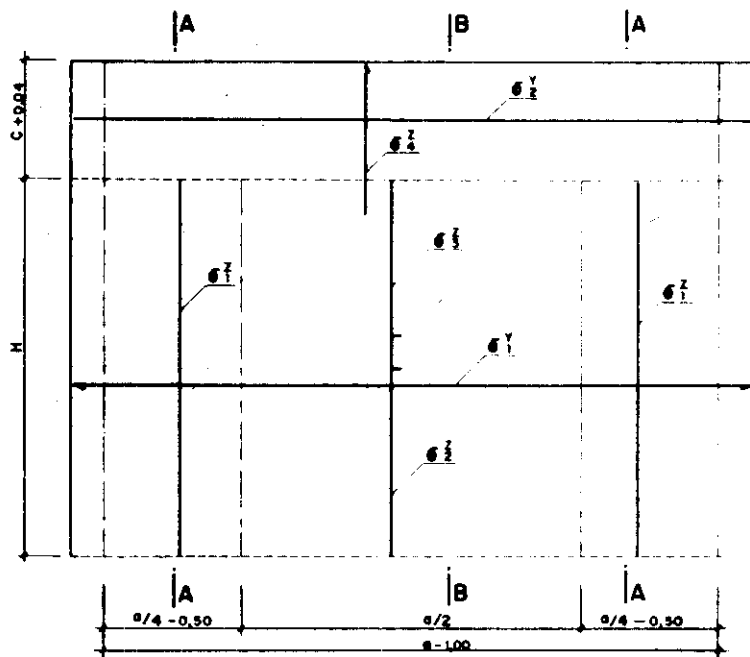 A B A
C+0.04
б Y 2
б Z 4
б Z 3
б Z 1
б Z 1
H
б Y 1
б Z 2
A B A
a/4 -0,50 a/2 a/4 -0,50
a-1,00